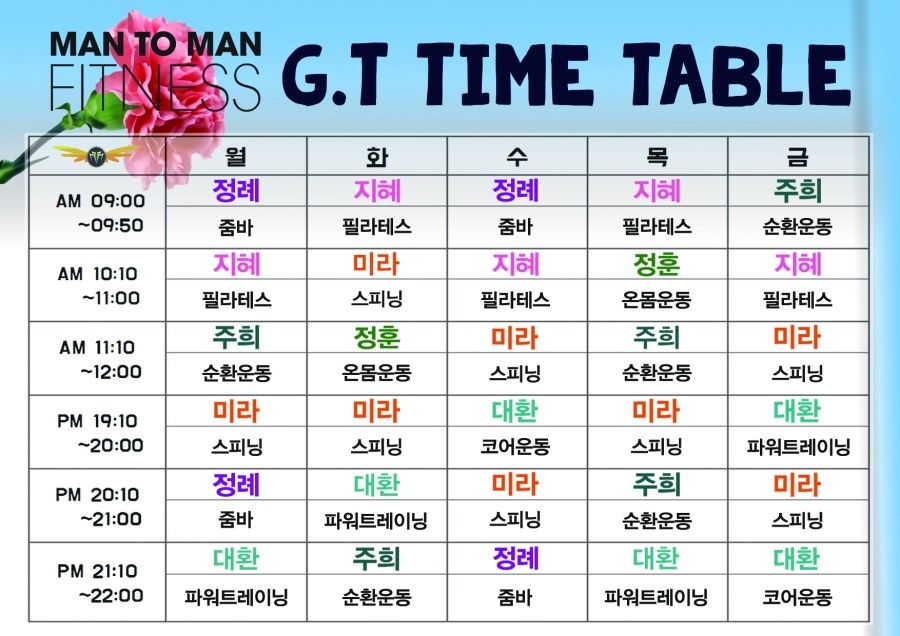 MAN TO MAN
FITNESS
G.T TIME TABLE
월 화 수 목 금
AM 09:00
~09:50
정례 지혜 정례 지혜 주희
줌바 필라테스 줌바 필라테스 순환운동
AM 10:10
~11:00
지혜 미라 지혜 정훈 지혜
필라테스 스피닝 필라테스 온몸운동 필라테스
AM 11:10
~12:00
주희 정훈 미라 주희 미라
순환운동 온몸운동 스피닝 순환운동 스피닝
PM 19:10
~20:00
미라 미라 대환 미라 대환
스피닝 스피닝 코어운동 스피닝 파워트레이닝
PM 20:10
~21:00
정례 대환 미라 주희 미라
줌바 파워트레이닝 스피닝 순환운동 스피닝
PM 21:10
~22:00
대환 주희 정례 대환 대환
파워트레이닝 순환운동 줌바 파워트레이닝 코어운동